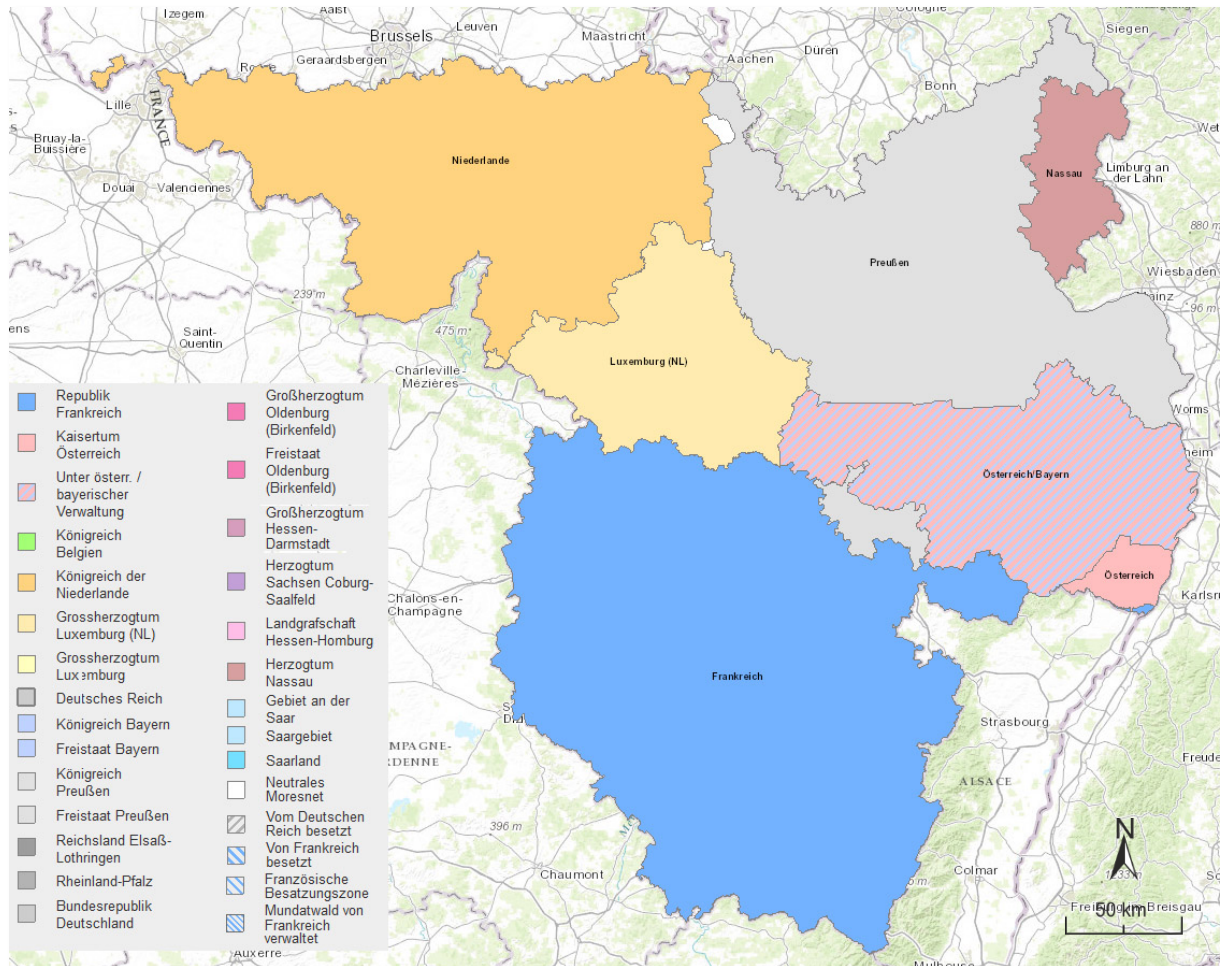 Izegem
Aalst
Leuven
Cologne
Siegen
Brussels
Maastricht
Düren
Geraardsbergen
Aachen
Bonn
Lille
FRANCE
Bruay-la-
Buissière
Niederlande
Nassau
Limburg an
der Lahn
Douai
Valenciennes
880 m
Preußen
Wiesbaden
239 m
Saint-
Quentin
475 m
96 m
Luxemburg (NL)
Charleville-
Mézières
Worms
Österreich/Bayern
Österreich
Chalons-en-
Champagne
Frankreich
Strasbourg
ALSACE
396 m
Chaumont
Colmar
Auxerre
N
50 km
Republik
Frankreich
Kaisertum
Österreich
Unter österr. /
bayerischer
Verwaltung
Königreich
Belgien
Königreich der
Niederlande
Grossherzogtum
Luxemburg (NL)
Grossherzogtum
Luxemburg
Deutsches Reich
Königreich Bayern
Freistaat Bayern
Königreich
Preußen
Freistaat Preußen
Reichsland Elsaß-
Lothringen
Rheinland-Pfalz
Bundesrepublik
Deutschland
Großherzogtum
Oldenburg
(Birkenfeld)
Freistaat
Oldenburg
(Birkenfeld)
Großherzogtum
Hessen-
Darmstadt
Herzogtum
Sachsen Coburg-
Saalfeld
Landgrafschaft
Hessen-Homburg
Herzogtum
Nassau
Gebiet an der
Saar
Saargebiet
Saarland
Neutrales
Moresnet
Vom Deutschen
Reich besetzt
Von Frankreich
besetzt
Französische
Besatzungszone
Mundatwald von
Frankreich
verwaltet